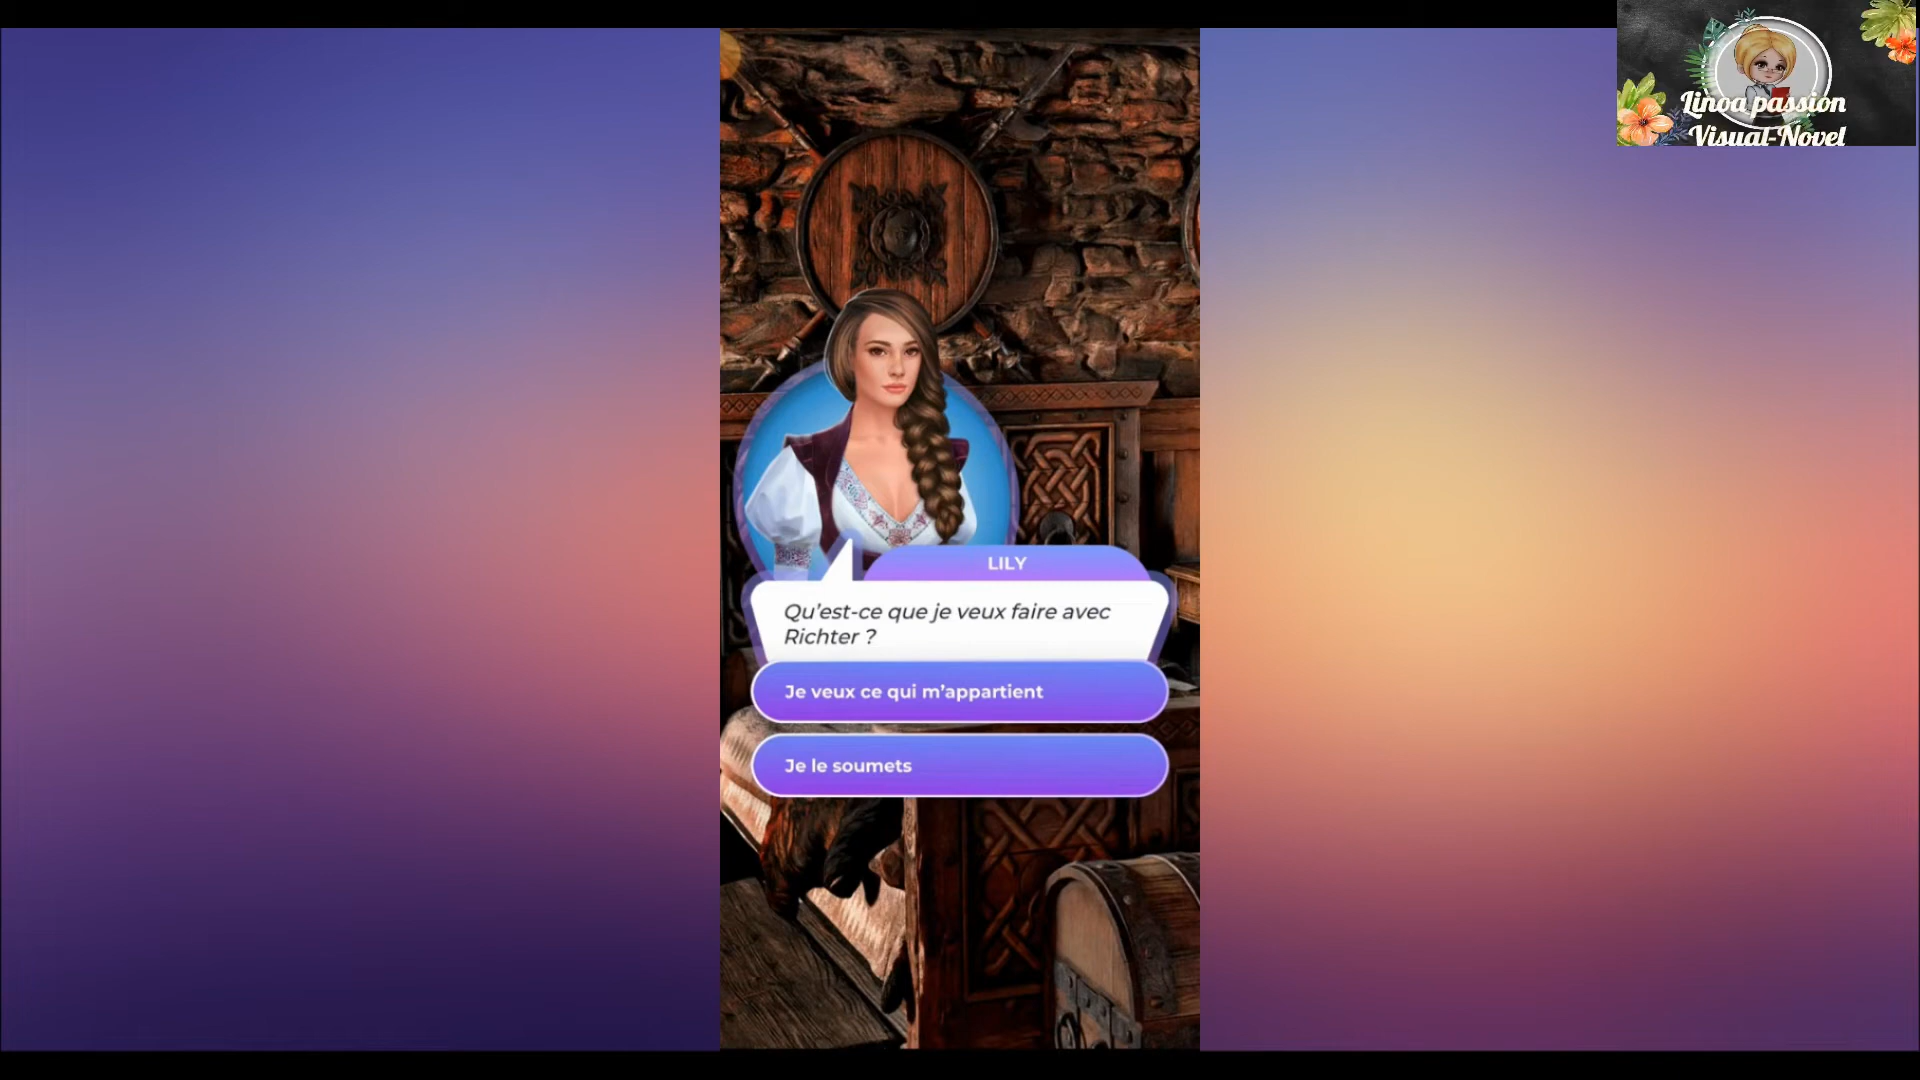 Linoa passion
Visual-Novel
LILY
Qu'est-ce que je veux faire avec
Richter ?
Je veux ce qui m'appartient
Je le soumets